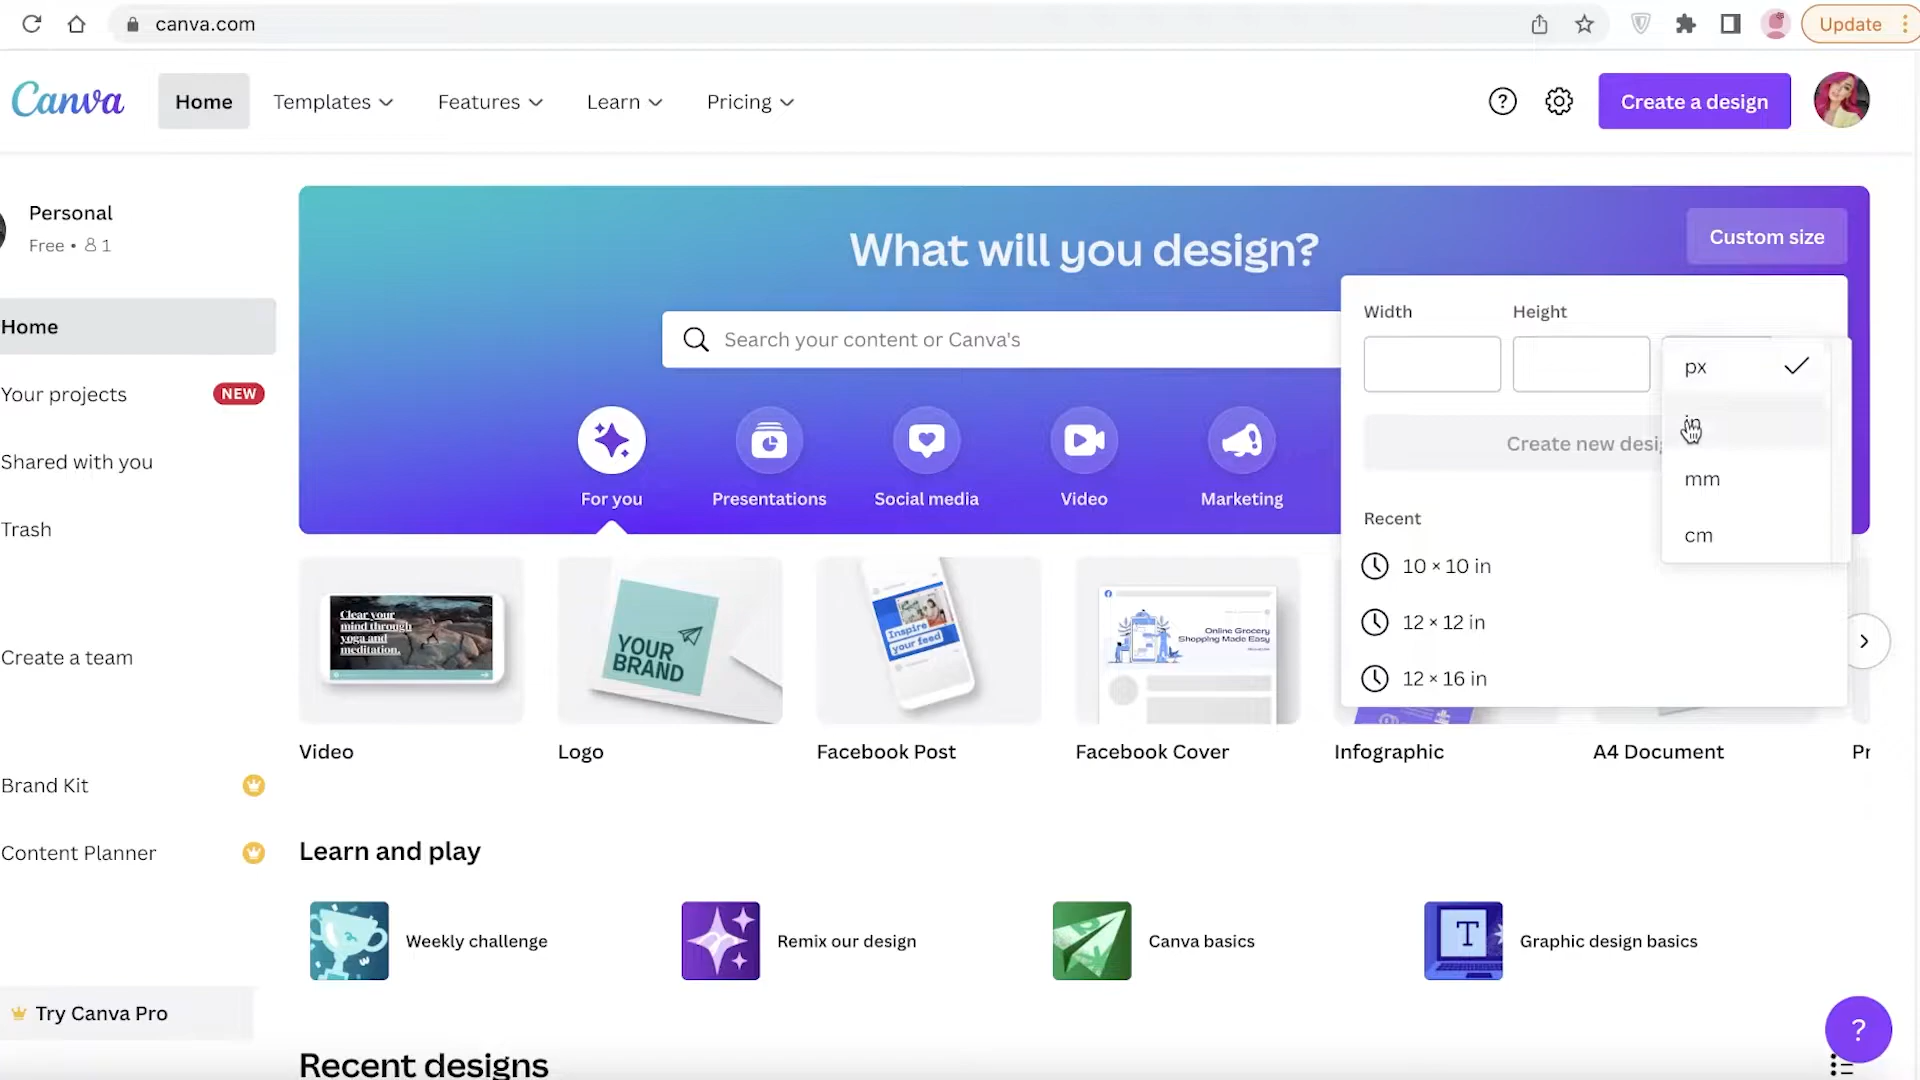 canva.com
Update
Canva
Home
Templates
Features
Learn
Pricing
Create a design
Personal
Free • 1
Home
Your projects
NEW
Shared with you
Trash
Create a team
Brand Kit
Content Planner
Try Canva Pro
What will you design?
Custom size
Search your content or Canva's
For you
Presentations
Social media
Video
Marketing
Width
Height
px
in
mm
cm
Create new desig
Recent
10 × 10 in
12 × 12 in
12 × 16 in
Clear your
mind through
yoga and
meditation.
YOUR
BRAND
Inspire
your feed
Online Grocery
Shopping Made Easy
Video
Logo
Facebook Post
Facebook Cover
Infographic
A4 Document
Pr
Learn and play
Weekly challenge
Remix our design
Canva basics
T
Graphic design basics
?
Recent designs